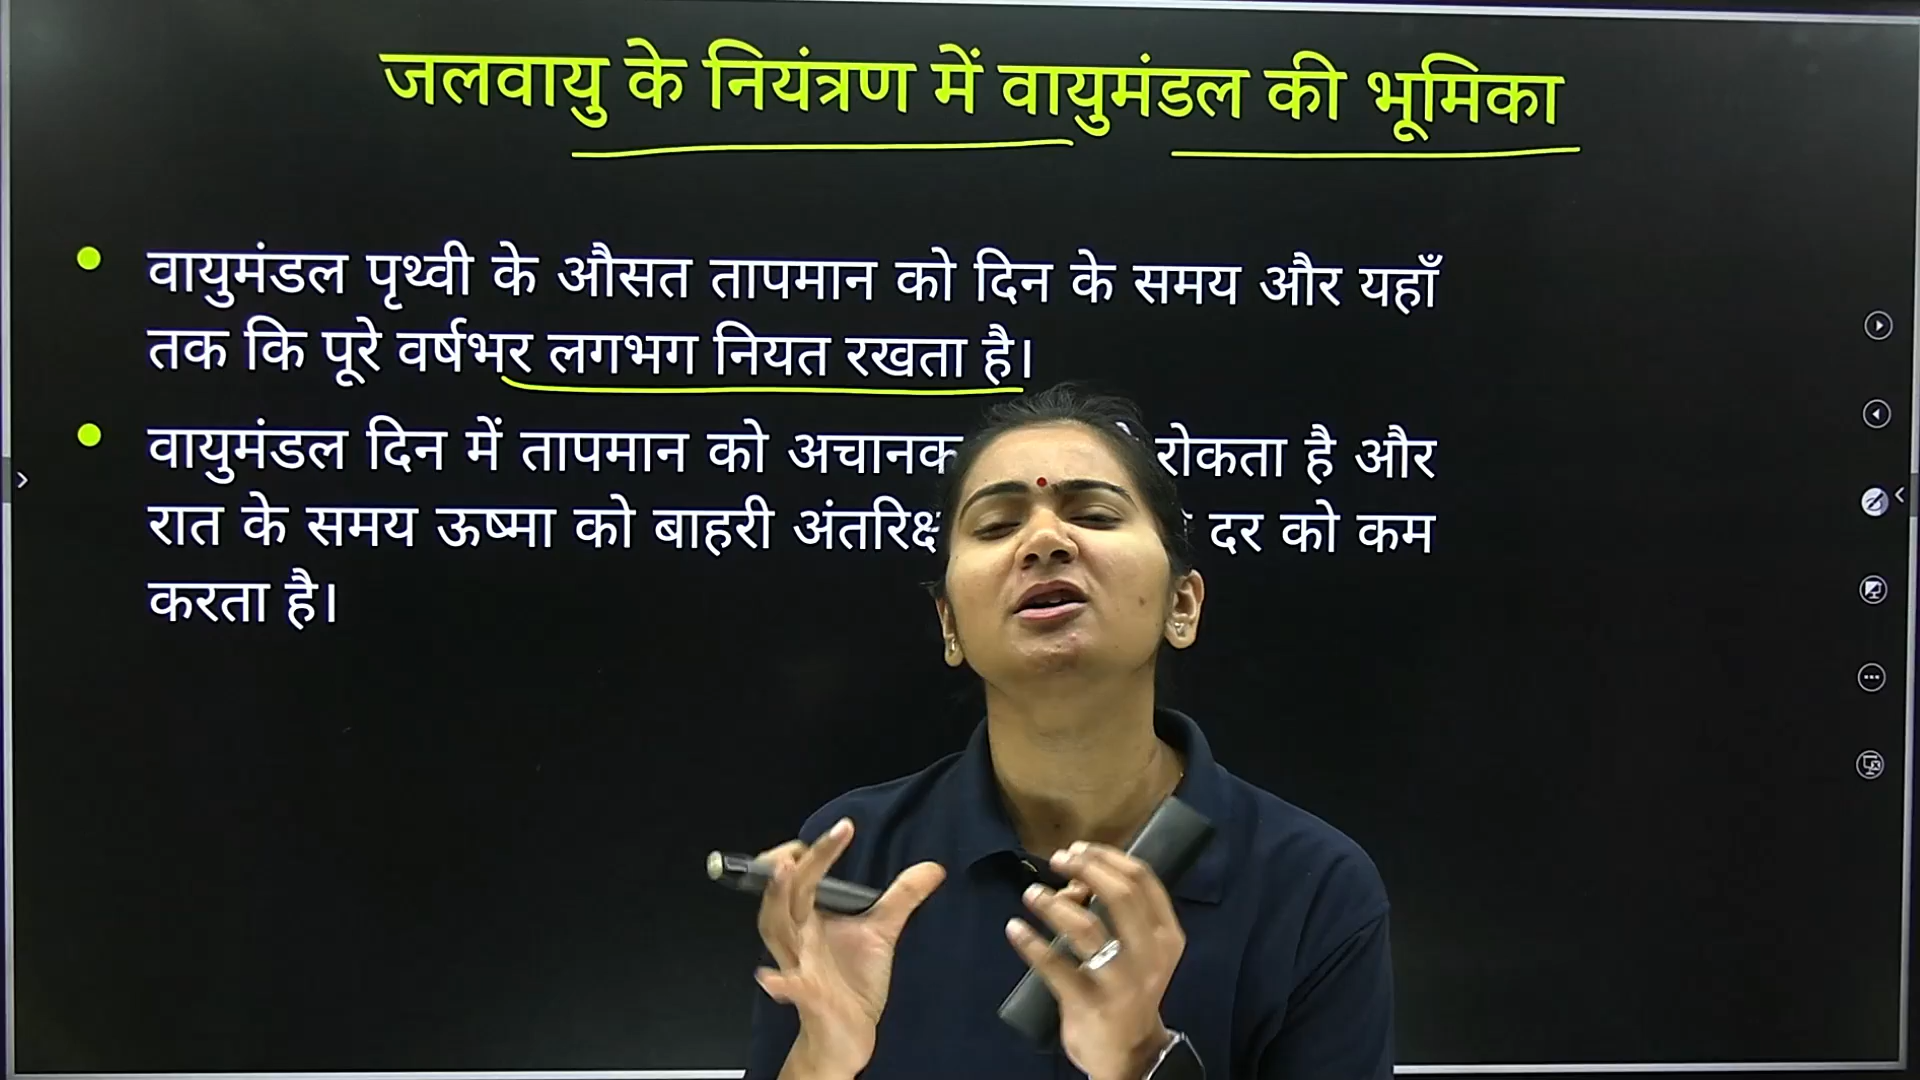 जलवायु के नियंत्रण में वायुमंडल की भूमिका
वायुमंडल पृथ्वी के औसत तापमान को दिन के समय और यहाँ
तक कि पूरे वर्षभर लगभग नियत रखता है।
वायुमंडल दिन में तापमान को अचानक रोकता है और
रात के समय ऊष्मा को बाहरी अंतरिक्ष दर को कम
करता है।